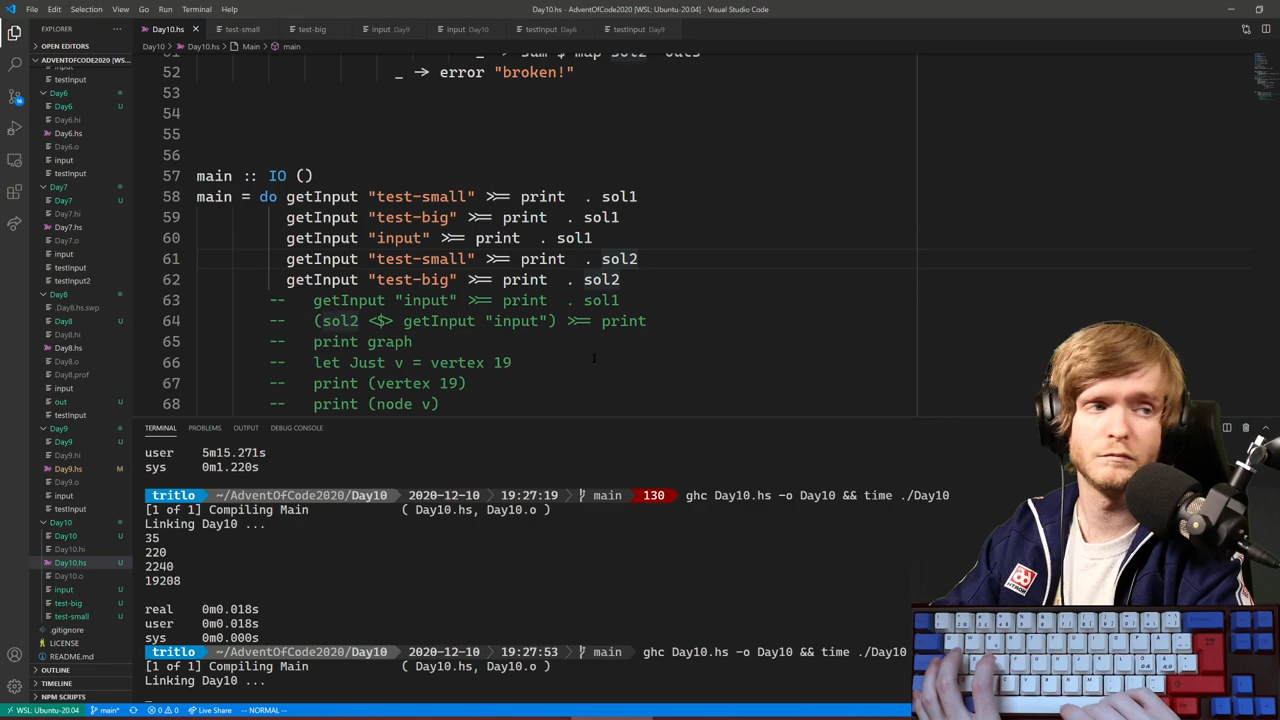 File Edit Selection View Go Run Terminal Help
Day10.hs - AdventOfCode2020 [WSL: Ubuntu-20.04] - Visual Studio Code
EXPLORER
OPEN EDITORS
ADVENTOFCODE2020 [WS...
testInput
Day6
Day6
Day6.hi
Day6.hs
Day6.o
input
testInput
Day7
Day7
Day7.hi
Day7.hs
Day7.o
input
testInput
testInput2
Day8
.Day8.hs.swp
Day8
Day8.hi
Day8.hs
Day8.o
Day8.prof
input
out
testInput
Day9
Day9
Day9.hi
Day9.hs M
Day9.o
input
testInput
Day10
Day10 U
Day10.hi
Day10.hs U
Day10.o
input U
test-big U
test-small U
.gitignore
LICENSE
README.md
OUTLINE
TIMELINE
NPM SCRIPTS
Day10.hs test-small test-big input Day9 input Day10 testInput Day6 testInput Day9
Day10 > Day10.hs > Main > main
52 _ -> error "broken!"
53
54
55
56
57 main :: IO ()
58 main = do getInput "test-small" >>= print . sol1
59 getInput "test-big" >>= print . sol1
60 getInput "input" >>= print . sol1
61 getInput "test-small" >>= print . sol2
62 getInput "test-big" >>= print . sol2
63 -- getInput "input" >>= print . sol1
64 -- (sol2 <$> getInput "input") >>= print
65 -- print graph
66 -- let Just v = vertex 19
67 -- print (vertex 19)
68 -- print (node v)
TERMINAL PROBLEMS OUTPUT DEBUG CONSOLE
user 5m15.271s
sys 0m1.220s
tritlo ~/AdventOfCode2020/Day10 2020-12-10 19:27:19 main 130 ghc Day10.hs -o Day10 && time ./Day10
[1 of 1] Compiling Main ( Day10.hs, Day10.o )
Linking Day10 ...
35
220
2240
19208
real 0m0.018s
user 0m0.018s
sys 0m0.000s
tritlo ~/AdventOfCode2020/Day10 2020-12-10 19:27:53 main ghc Day10.hs -o Day10 && time ./Day10
[1 of 1] Compiling Main ( Day10.hs, Day10.o )
Linking Day10 ...
WSL: Ubuntu-20.04 main* 0 0 Live Share -- NORMAL --